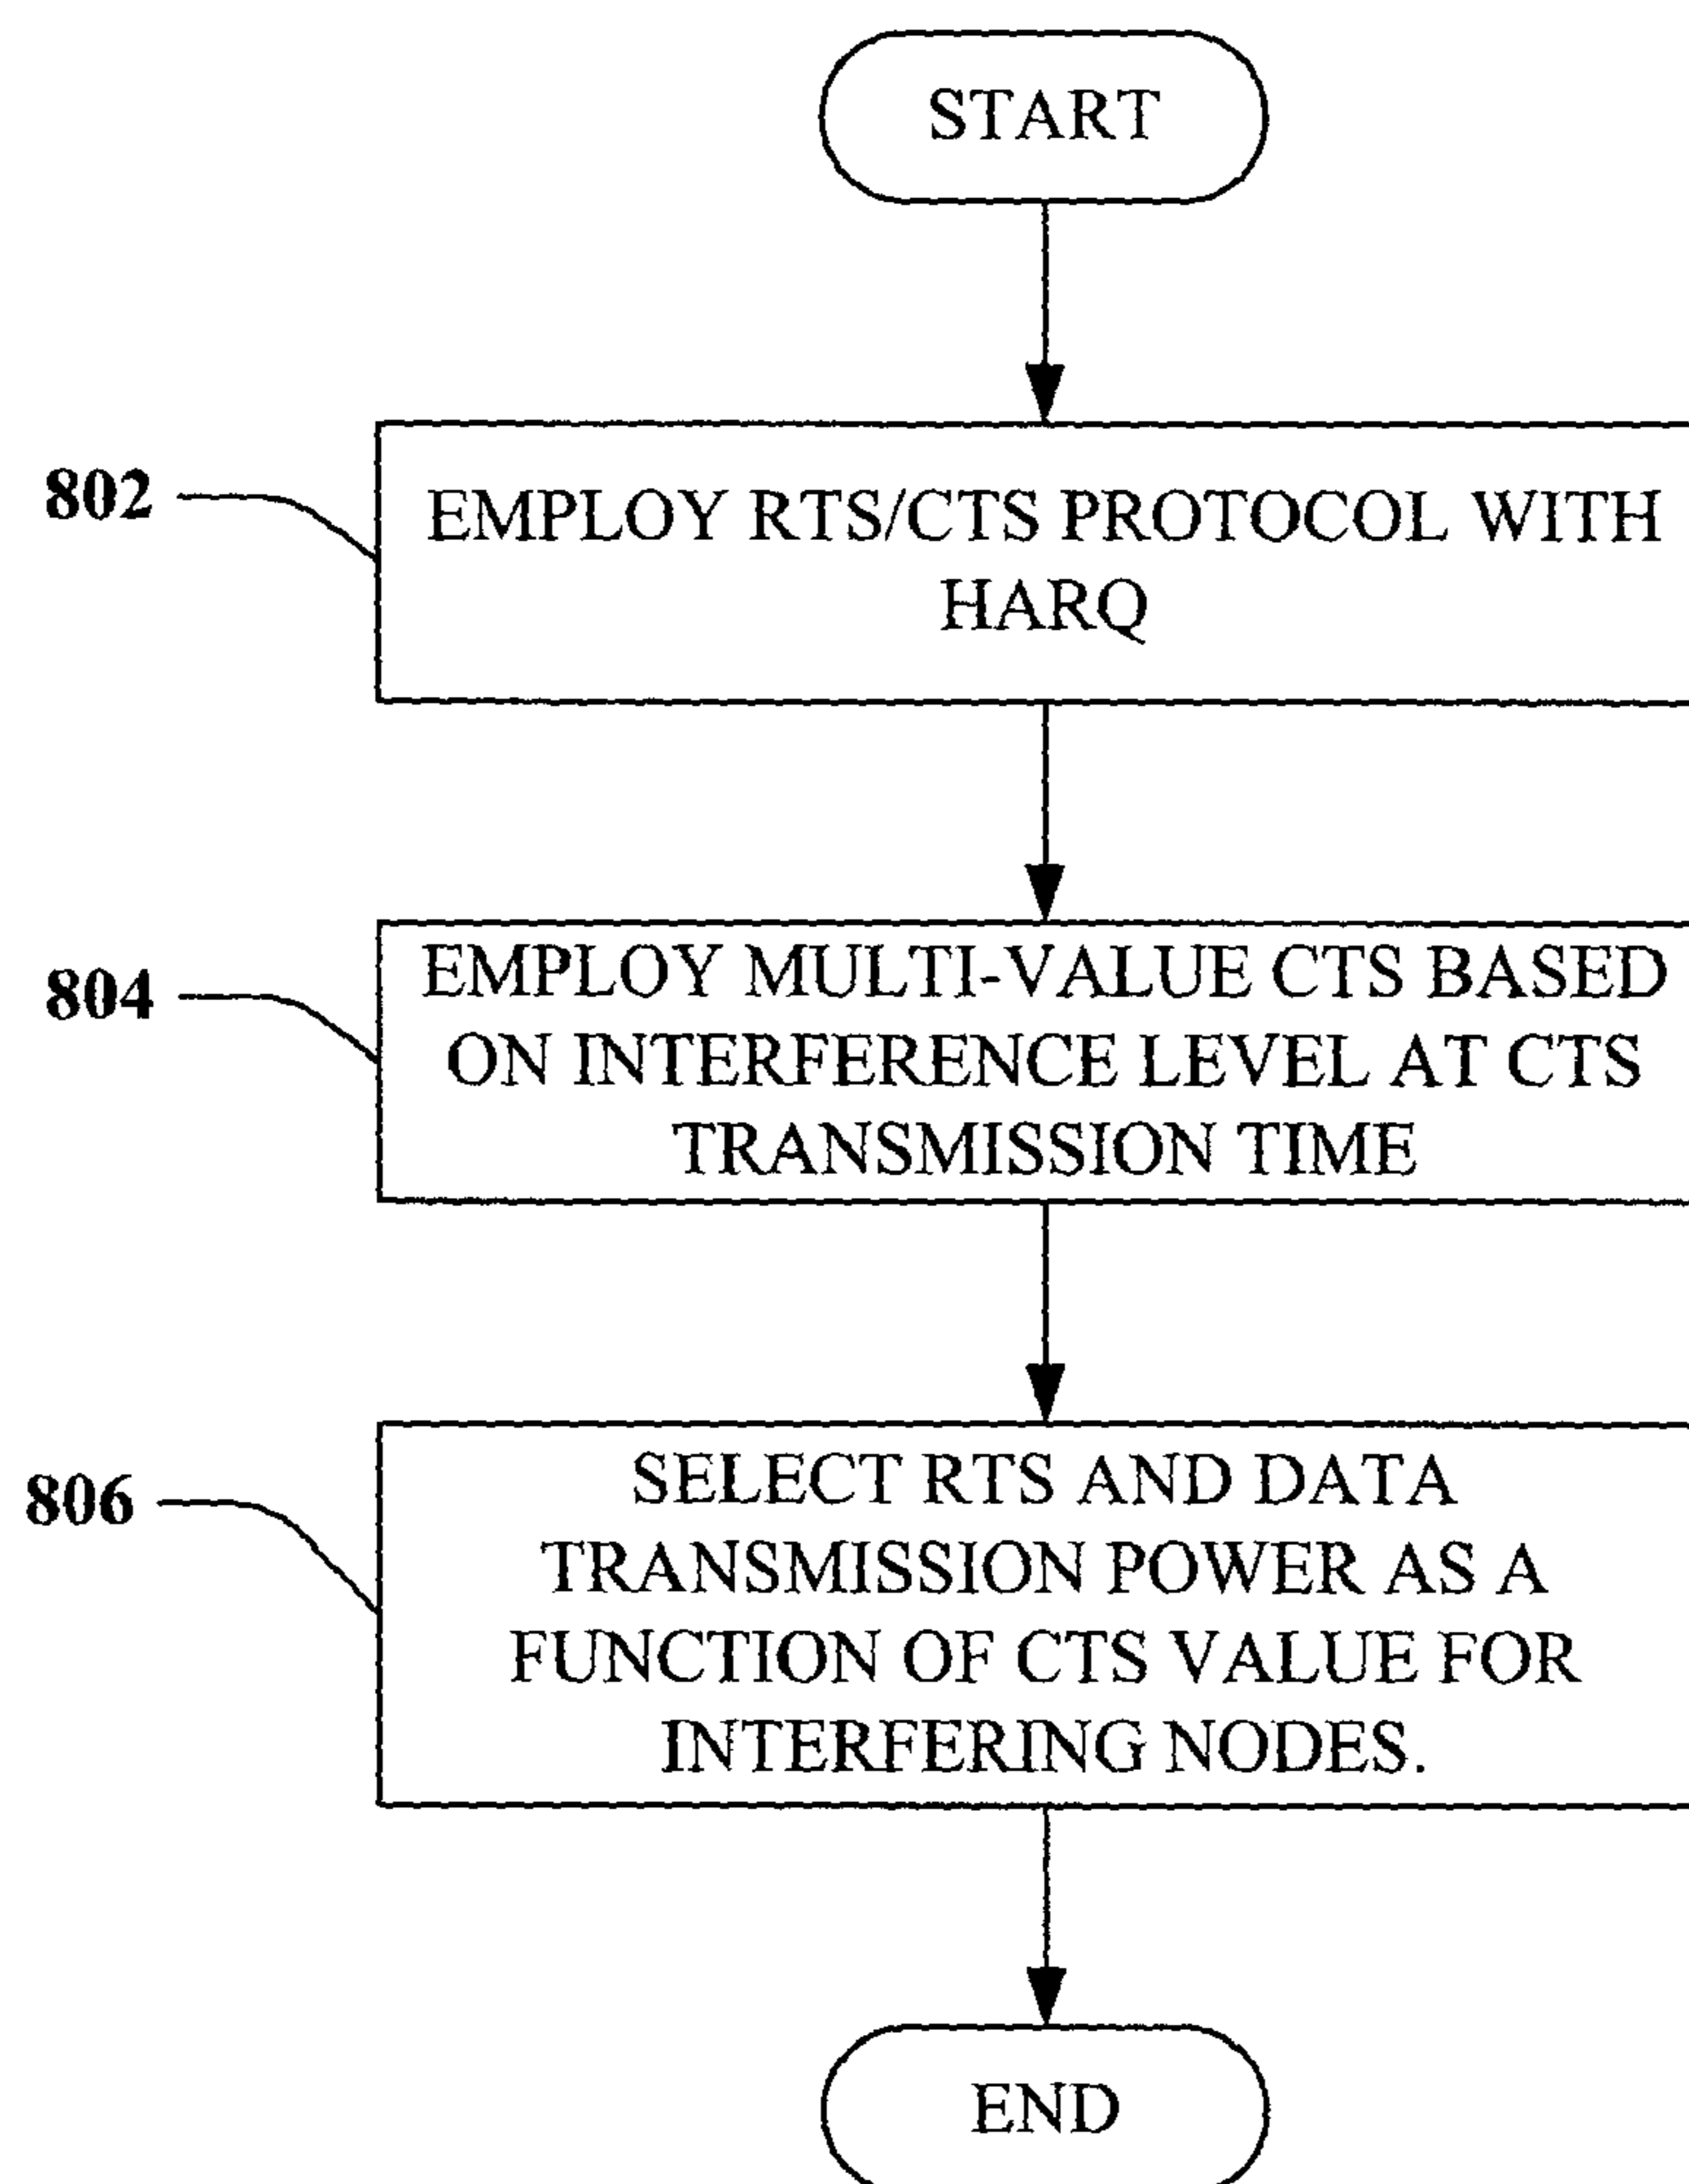 START
802
EMPLOY RTS/CTS PROTOCOL WITH
HARQ
804
EMPLOY MULTI-VALUE CTS BASED
ON INTERFERENCE LEVEL AT CTS
TRANSMISSION TIME
806
SELECT RTS AND DATA
TRANSMISSION POWER AS A
FUNCTION OF CTS VALUE FOR
INTERFERING NODES.
END